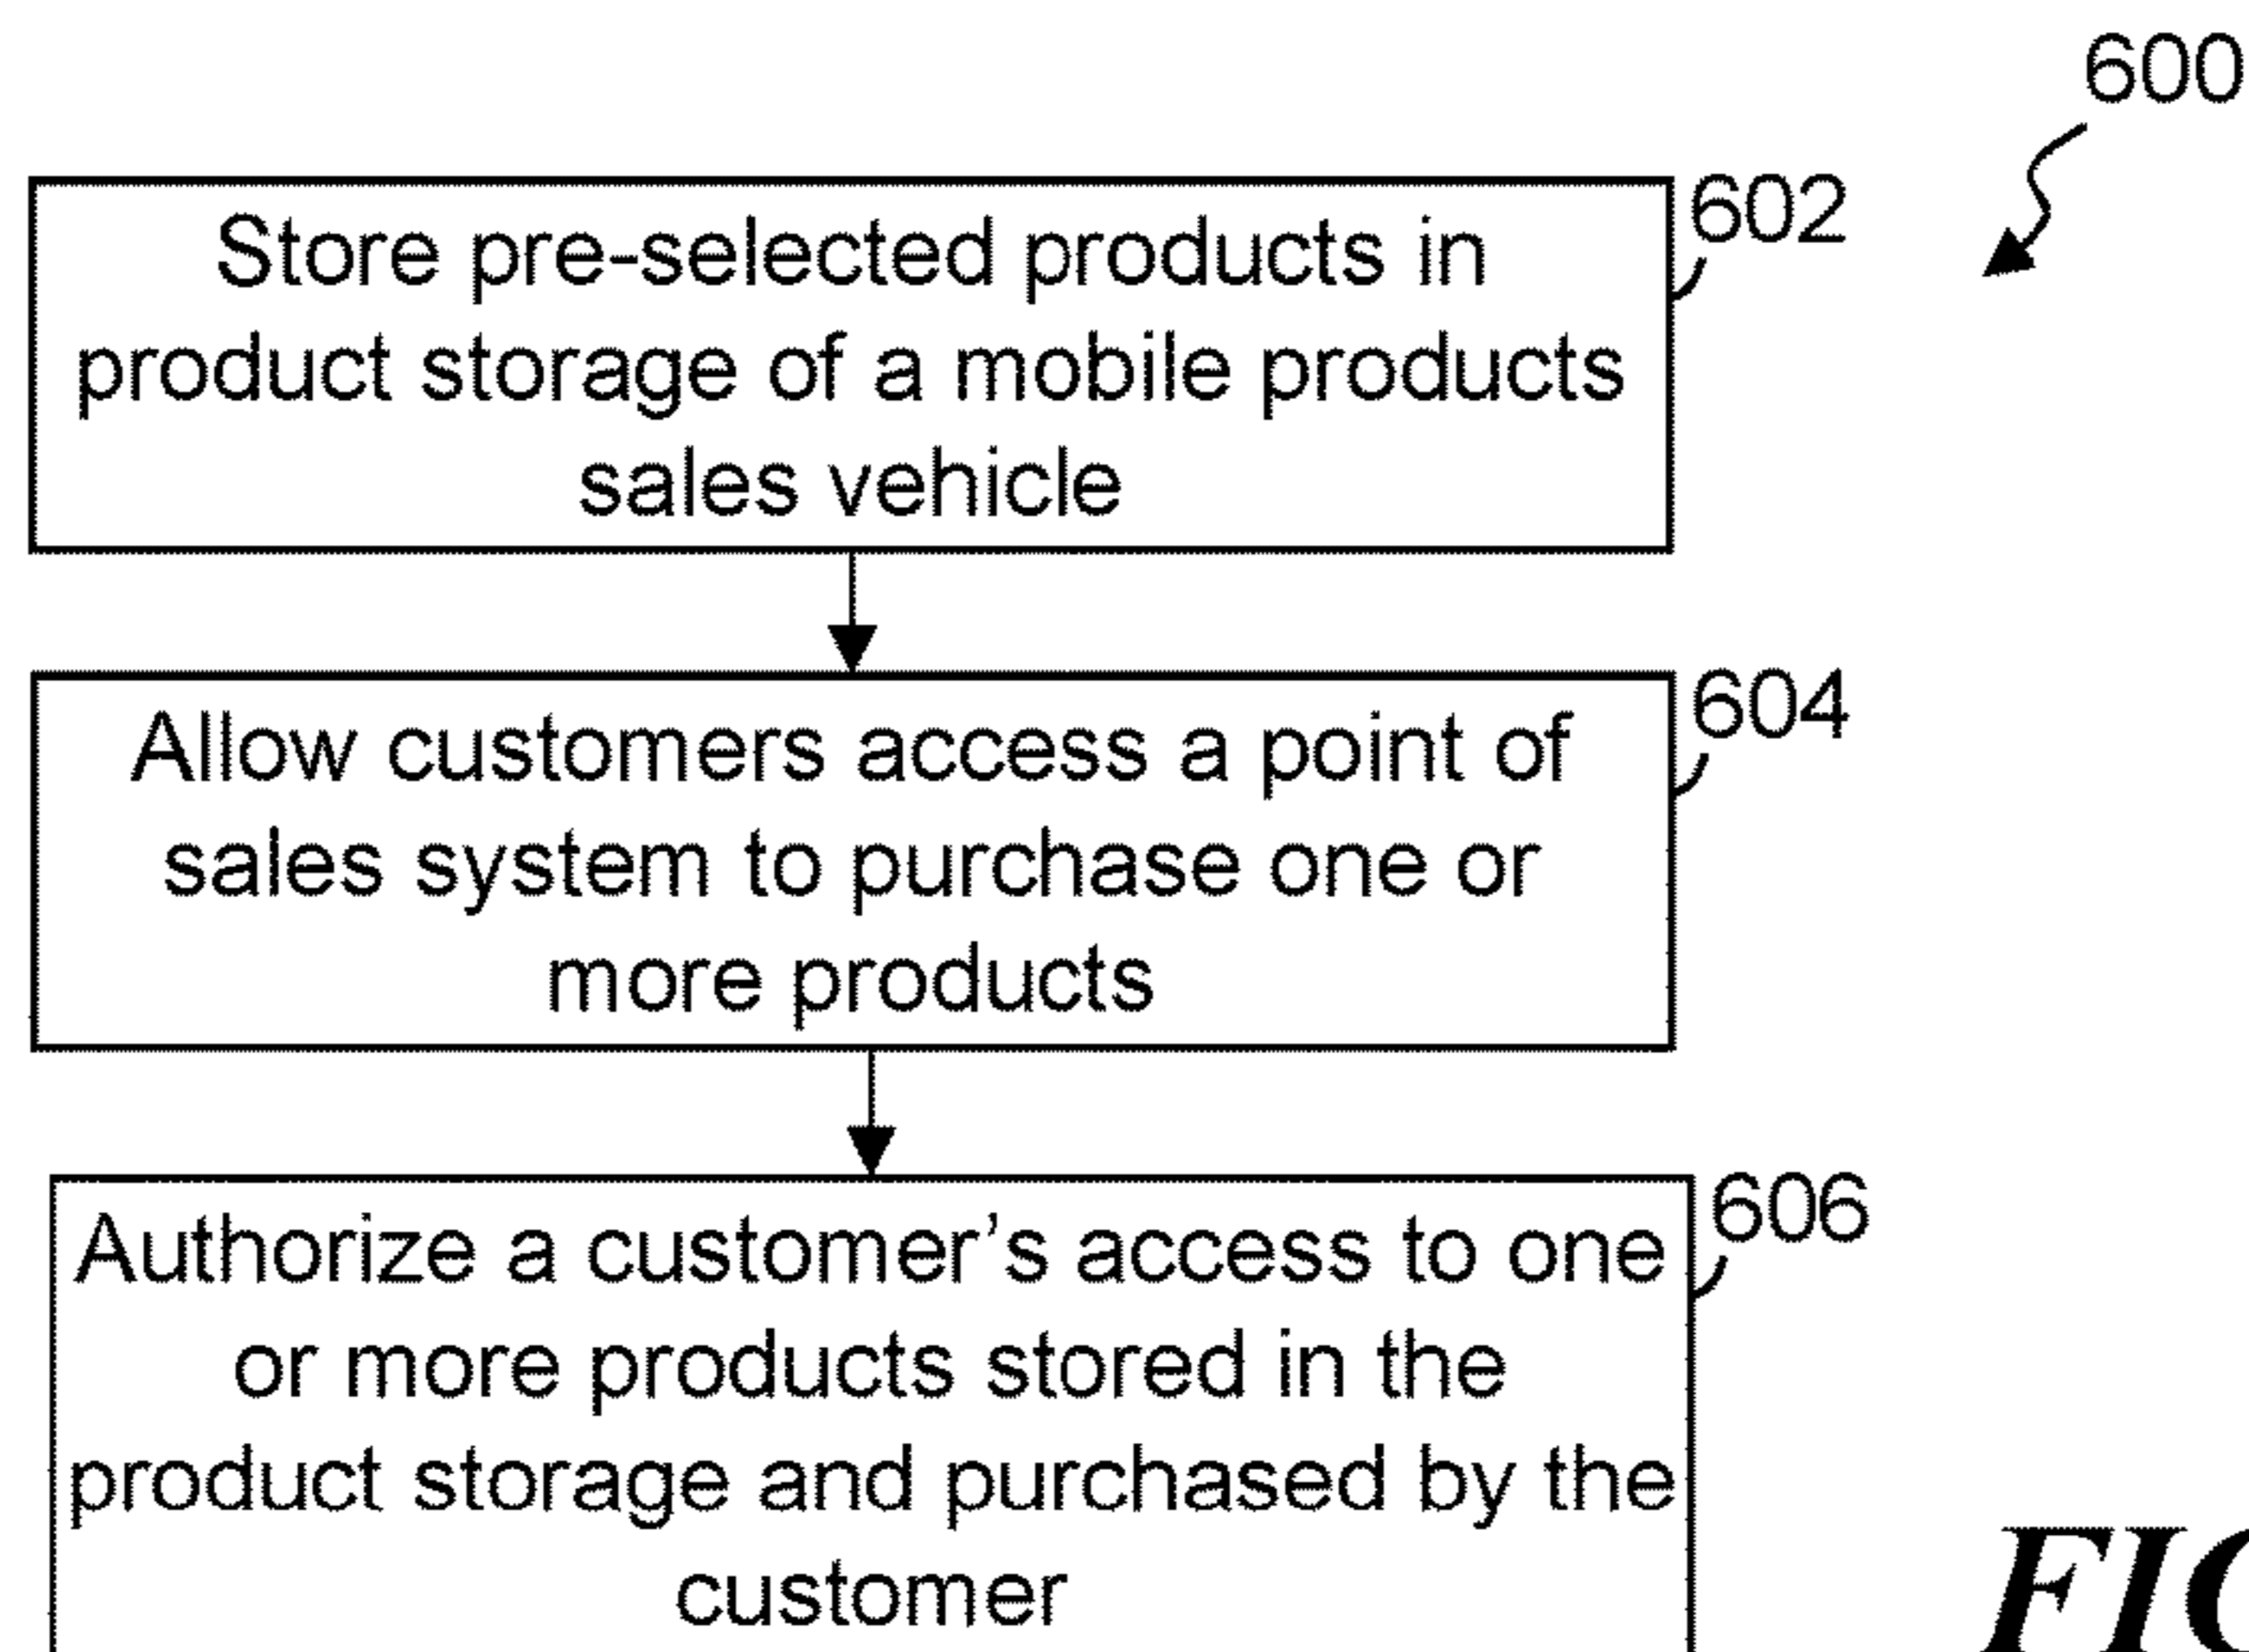 600
602
Store pre-selected products in
product storage of a mobile products
sales vehicle
604
Allow customers access a point of
sales system to purchase one or
more products
606
Authorize a customer’s access to one
or more products stored in the
product storage and purchased by the
customer